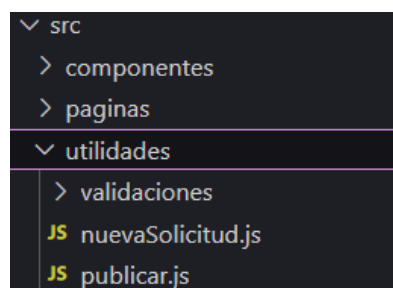 src
componentes
paginas
utilidades
validaciones
JS nuevaSolicitud.js
JS publicar.js